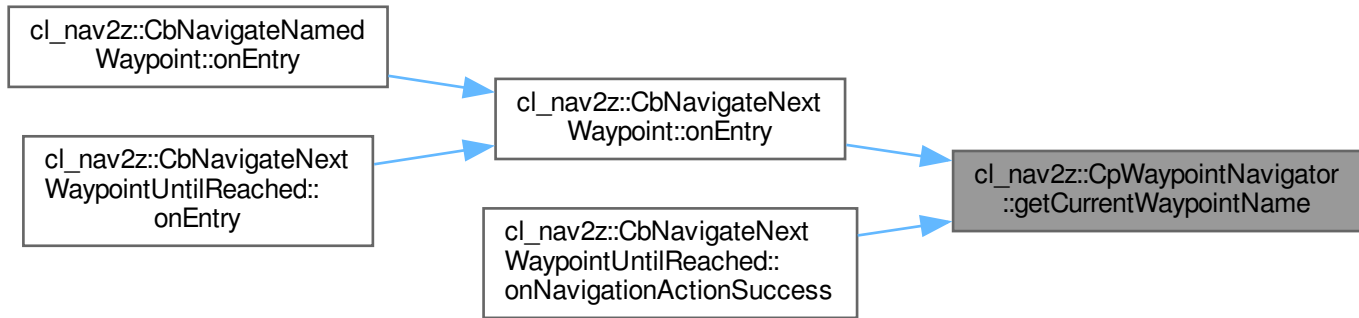 cl_nav2z::CbNavigateNamed
Waypoint::onEntry
cl_nav2z::CbNavigateNext
WaypointUntilReached::
onEntry
cl_nav2z::CbNavigateNext
Waypoint::onEntry
cl_nav2z::CbNavigateNext
WaypointUntilReached::
onNavigationActionSuccess
cl_nav2z::CpWaypointNavigator
::getCurrentWaypointName